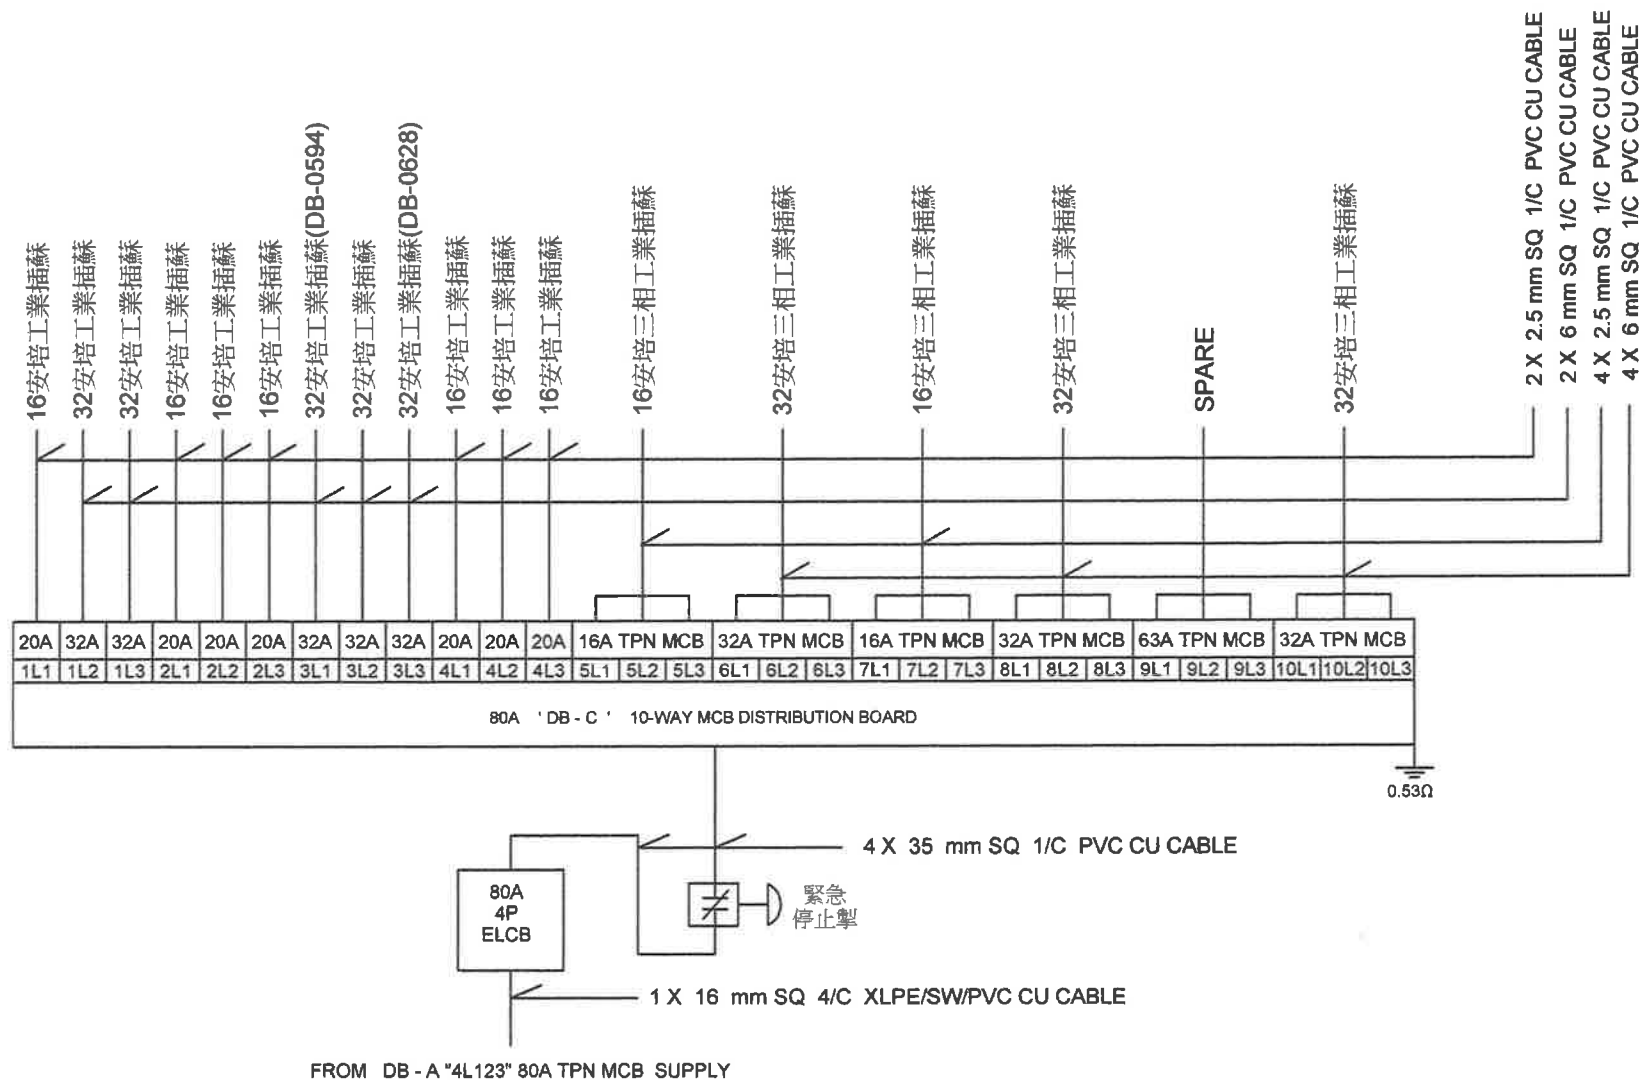 2 X 2.5 mm SQ 1/C PVC CU CABLE
2 X 6 mm SQ 1/C PVC CU CABLE
4 X 2.5 mm SQ 1/C PVC CU CABLE
4 X 6 mm SQ 1/C PVC CU CABLE
16安培工業插蘇
32安培工業插蘇
32安培工業插蘇
16安培工業插蘇
16安培工業插蘇
16安培工業插蘇
32安培工業插蘇(DB-0594)
32安培工業插蘇
32安培工業插蘇(DB-0628)
16安培工業插蘇
16安培工業插蘇
16安培工業插蘇
16安培三相工業插蘇
32安培三相工業插蘇
16安培三相工業插蘇
32安培三相工業插蘇
SPARE
32安培三相工業插蘇
20A 32A 32A 20A 20A 20A 32A 32A 32A 20A 20A 20A 16A TPN MCB 32A TPN MCB 16A TPN MCB 32A TPN MCB 63A TPN MCB 32A TPN MCB
1L1 1L2 1L3 2L1 2L2 2L3 3L1 3L2 3L3 4L1 4L2 4L3 5L1 5L2 5L3 6L1 6L2 6L3 7L1 7L2 7L3 8L1 8L2 8L3 9L1 9L2 9L3 10L1 10L2 10L3
80A ' DB - C ' 10-WAY MCB DISTRIBUTION BOARD
0.53Ω
4 X 35 mm SQ 1/C PVC CU CABLE
80A
4P
ELCB
緊急
停止掣
1 X 16 mm SQ 4/C XLPE/SW/PVC CU CABLE
FROM DB - A "4L123" 80A TPN MCB SUPPLY